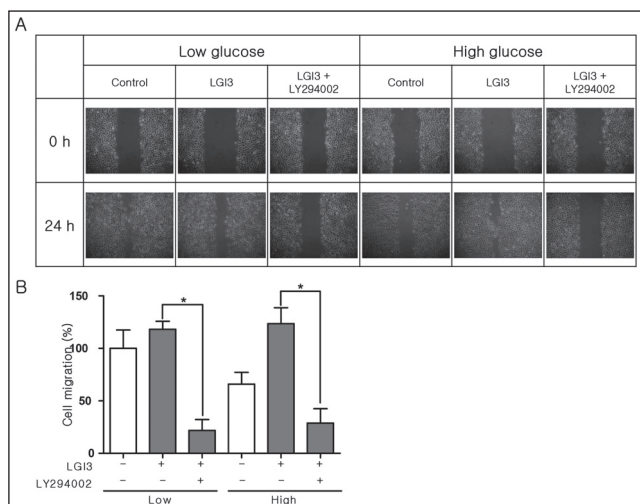 A
Low glucose High glucose
Control LGI3 LGI3 + LY294002 Control LGI3 LGI3 + LY294002
0 h
24 h
B
Cell migration (%)
150
100
50
0
* *
LGI3 – + + – + +
LY294002 – – + – – +
Low High